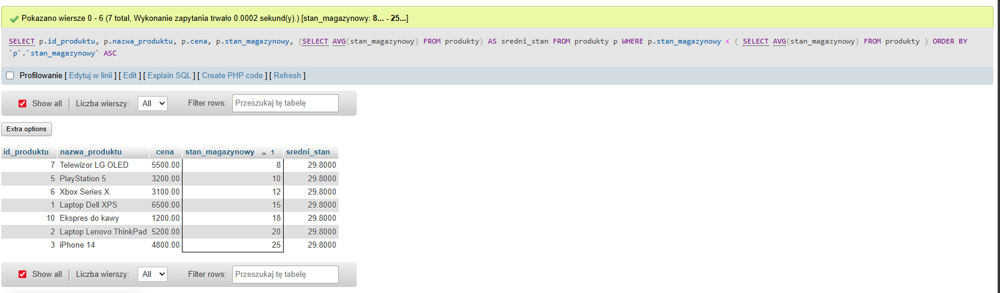 Pokazano wiersze 0 - 6 (7 total, Wykonanie zapytania trwało 0.0002 sekund(y).) [stan_magazynowy: 8... - 25...]
SELECT p.id_produktu, p.nazwa_produktu, p.cena, p.stan_magazynowy, (SELECT AVG(stan_magazynowy) FROM produkty) AS sredni_stan FROM produkty p WHERE p.stan_magazynowy < ( SELECT AVG(stan_magazynowy) FROM produkty ) ORDER BY
`p`.`stan_magazynowy` ASC
Profilowanie [ Edytuj w linii ] [ Edit ] [ Explain SQL ] [ Create PHP code ] [ Refresh ]
Show all | Liczba wierszy: All Filter rows: Przeszukaj tę tabelę
Extra options
id_produktu nazwa_produktu cena stan_magazynowy 1 sredni_stan
7 Telewizor LG OLED 5500.00 8 29.8000
5 PlayStation 5 3200.00 10 29.8000
6 Xbox Series X 3100.00 12 29.8000
1 Laptop Dell XPS 6500.00 15 29.8000
10 Ekspres do kawy 1200.00 18 29.8000
2 Laptop Lenovo ThinkPad 5200.00 20 29.8000
3 iPhone 14 4800.00 25 29.8000
Show all | Liczba wierszy: All Filter rows: Przeszukaj tę tabelę